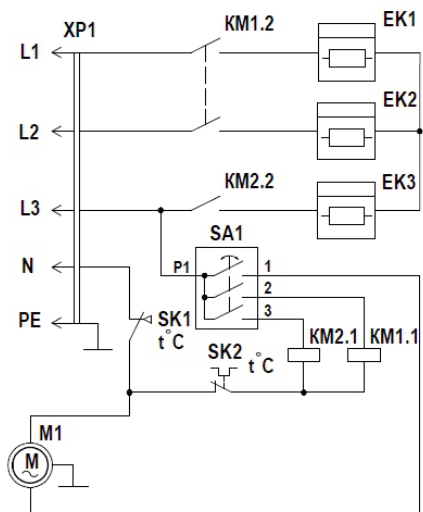 XP1
KM1.2
EK1
L1
EK2
L2
KM2.2
EK3
L3
SA1
N
P1
1
2
3
PE
SK1
t°C
SK2
t°C
KM2.1
KM1.1
M1
M